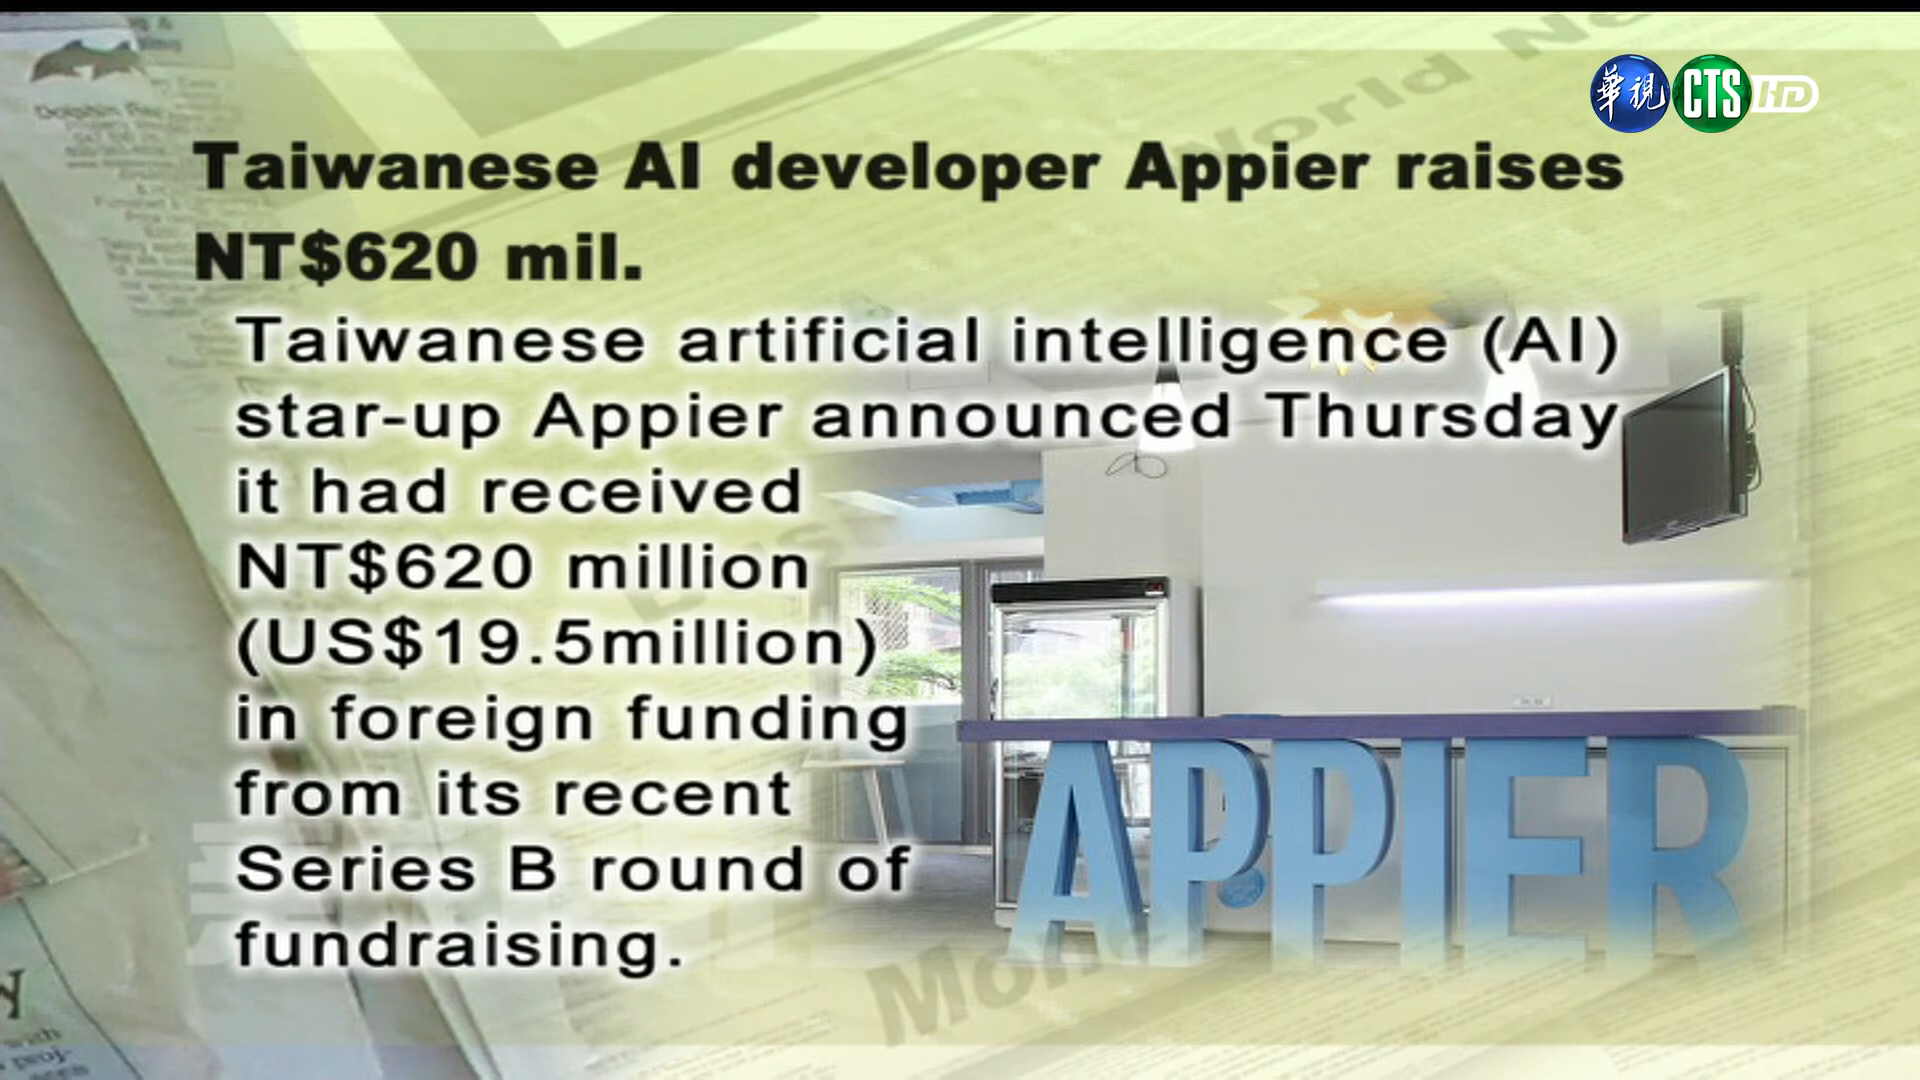 World Ne
華視 CTS HD
Taiwanese AI developer Appier raises
NT$620 mil.
Taiwanese artificial intelligence (AI)
star-up Appier announced Thursday
it had received
NT$620 million
(US$19.5million)
in foreign funding
from its recent
Series B round of
fundraising.
APPIER